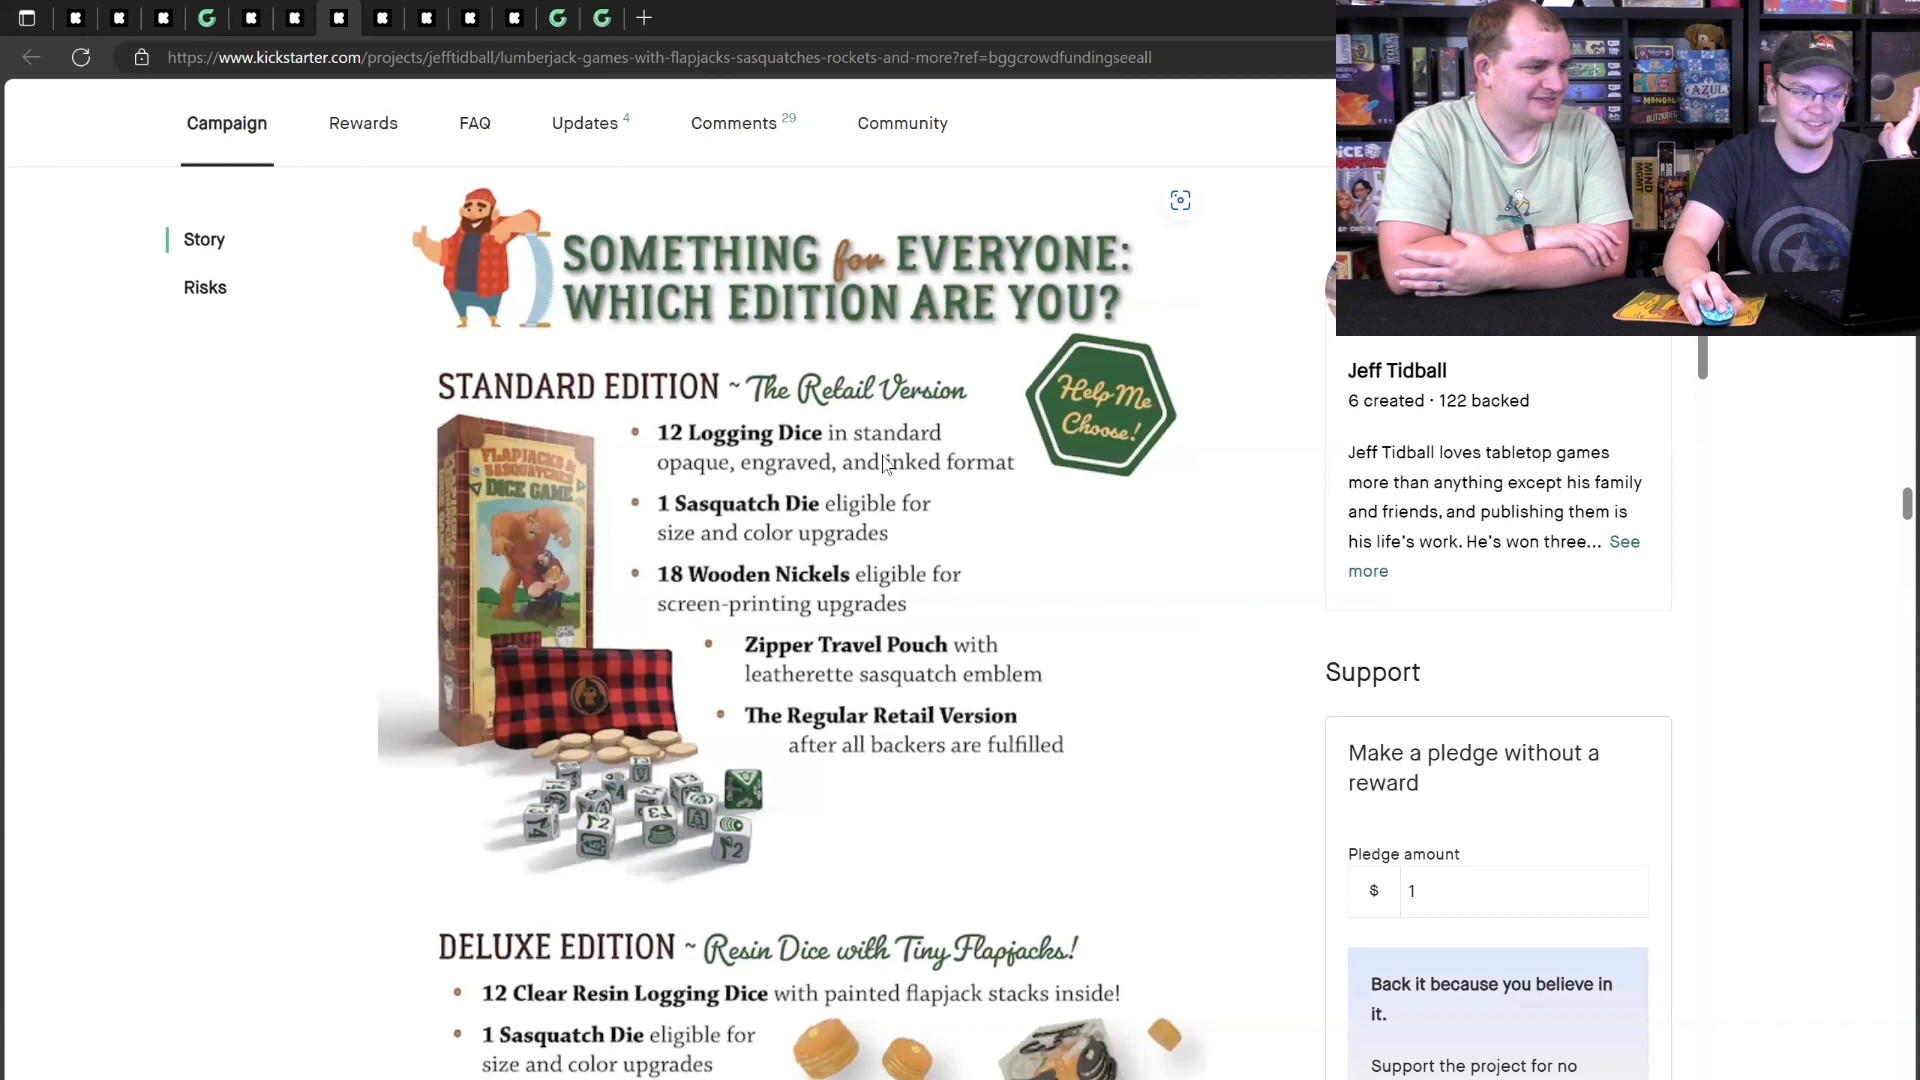 https://www.kickstarter.com/projects/jefftidball/lumberjack-games-with-flapjacks-sasquatches-rockets-and-more?ref=bggcrowdfundingseeall
Campaign
Rewards
FAQ
Updates 4
Comments 29
Community
Story
Risks
SOMETHING for EVERYONE:
WHICH EDITION ARE YOU?
STANDARD EDITION ~ The Retail Version
Help Me
Choose!
• 12 Logging Dice in standard
opaque, engraved, and inked format
• 1 Sasquatch Die eligible for
size and color upgrades
• 18 Wooden Nickels eligible for
screen-printing upgrades
• Zipper Travel Pouch with
leatherette sasquatch emblem
• The Regular Retail Version
after all backers are fulfilled
FLAPJACKS &
SASQUATCHES
DICE GAME
DELUXE EDITION ~ Resin Dice with Tiny Flapjacks!
• 12 Clear Resin Logging Dice with painted flapjack stacks inside!
• 1 Sasquatch Die eligible for
size and color upgrades
Jeff Tidball
6 created · 122 backed
Jeff Tidball loves tabletop games
more than anything except his family
and friends, and publishing them is
his life's work. He's won three... See
more
Support
Make a pledge without a
reward
Pledge amount
$ 1
Back it because you believe in
it.
Support the project for no
AZUL
MIND
MGMT